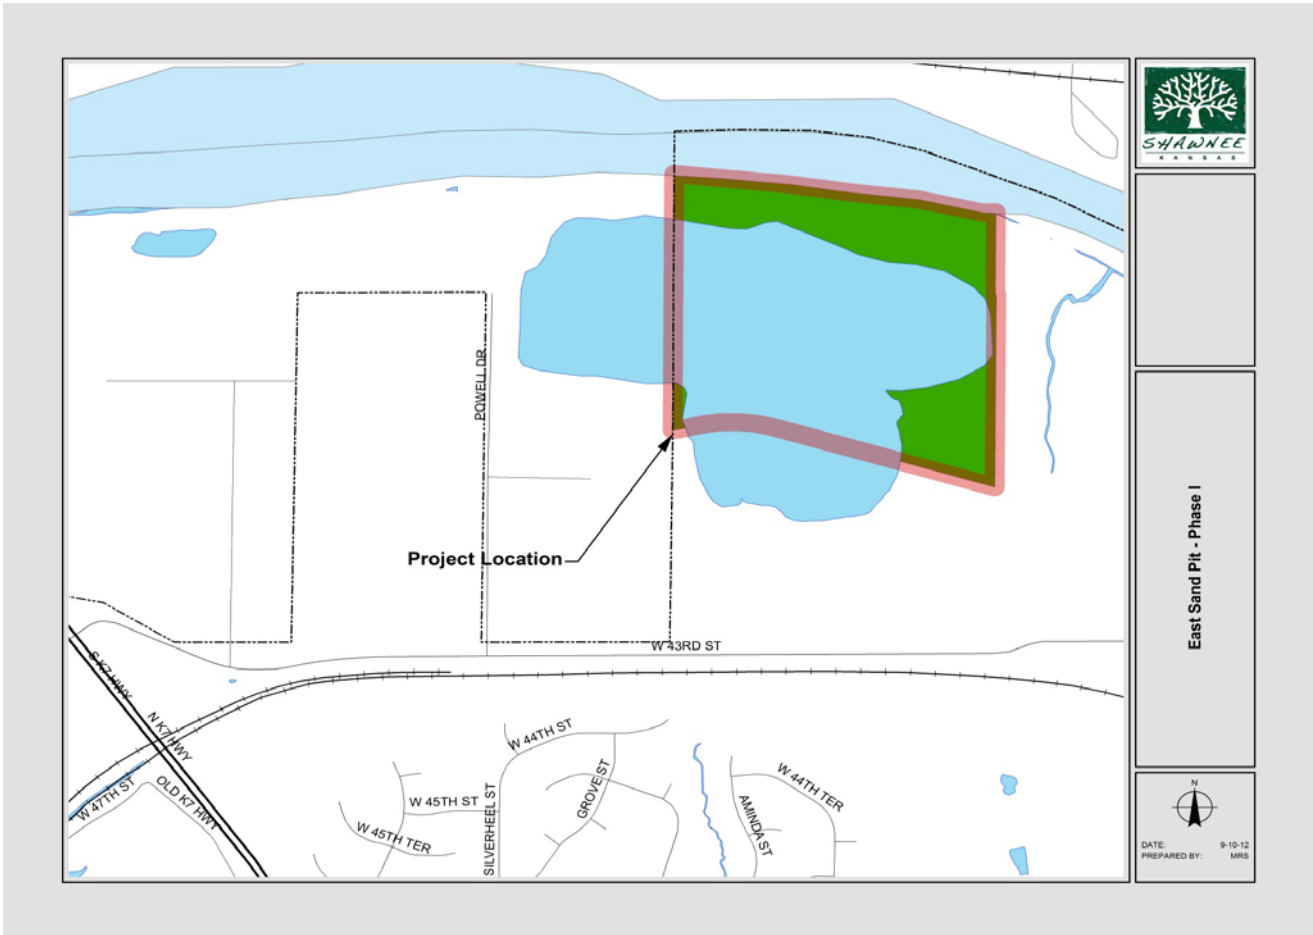 SHAWNEE
KANSAS
POWELL DR
Project Location
W 43RD ST
S K7 HWY
N K7 HWY
W 47TH ST
OLD K7 HWY
W 44TH ST
W 45TH ST
W 45TH TER
SILVERHEEL ST
GROVE ST
AMINDA ST
W 44TH TER
East Sand Pit - Phase I
N
DATE: 9-10-12
PREPARED BY: MRS